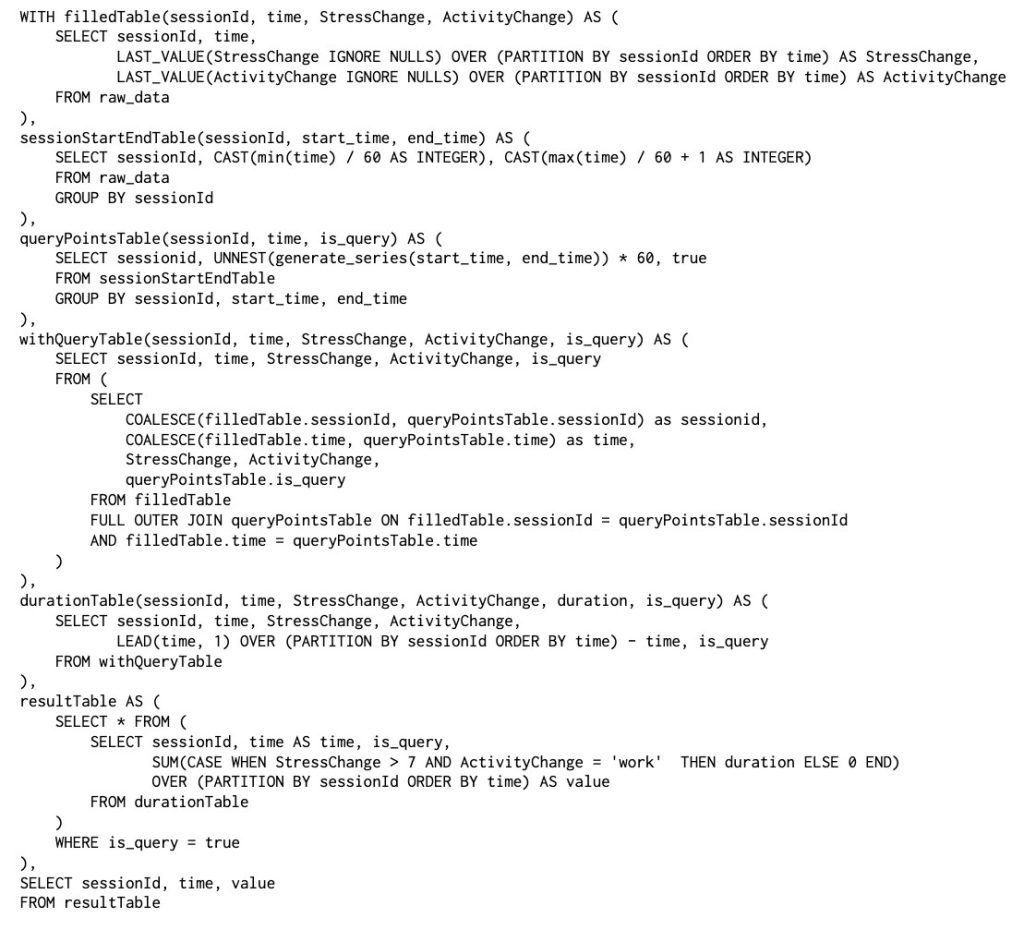 WITH filledTable(sessionId, time, StressChange, ActivityChange) AS (
    SELECT sessionId, time,
           LAST_VALUE(StressChange IGNORE NULLS) OVER (PARTITION BY sessionId ORDER BY time) AS StressChange,
           LAST_VALUE(ActivityChange IGNORE NULLS) OVER (PARTITION BY sessionId ORDER BY time) AS ActivityChange
    FROM raw_data
),
sessionStartEndTable(sessionId, start_time, end_time) AS (
    SELECT sessionId, CAST(min(time) / 60 AS INTEGER), CAST(max(time) / 60 + 1 AS INTEGER)
    FROM raw_data
    GROUP BY sessionId
),
queryPointsTable(sessionId, time, is_query) AS (
    SELECT sessionid, UNNEST(generate_series(start_time, end_time)) * 60, true
    FROM sessionStartEndTable
    GROUP BY sessionId, start_time, end_time
),
withQueryTable(sessionId, time, StressChange, ActivityChange, is_query) AS (
    SELECT sessionId, time, StressChange, ActivityChange, is_query
    FROM (
        SELECT
            COALESCE(filledTable.sessionId, queryPointsTable.sessionId) as sessionid,
            COALESCE(filledTable.time, queryPointsTable.time) as time,
            StressChange, ActivityChange,
            queryPointsTable.is_query
        FROM filledTable
        FULL OUTER JOIN queryPointsTable ON filledTable.sessionId = queryPointsTable.sessionId
        AND filledTable.time = queryPointsTable.time
    )
),
durationTable(sessionId, time, StressChange, ActivityChange, duration, is_query) AS (
    SELECT sessionId, time, StressChange, ActivityChange,
           LEAD(time, 1) OVER (PARTITION BY sessionId ORDER BY time) - time, is_query
    FROM withQueryTable
),
resultTable AS (
    SELECT * FROM (
        SELECT sessionId, time AS time, is_query,
               SUM(CASE WHEN StressChange > 7 AND ActivityChange = 'work'  THEN duration ELSE 0 END)
               OVER (PARTITION BY sessionId ORDER BY time) AS value
        FROM durationTable
    )
    WHERE is_query = true
),
SELECT sessionId, time, value
FROM resultTable